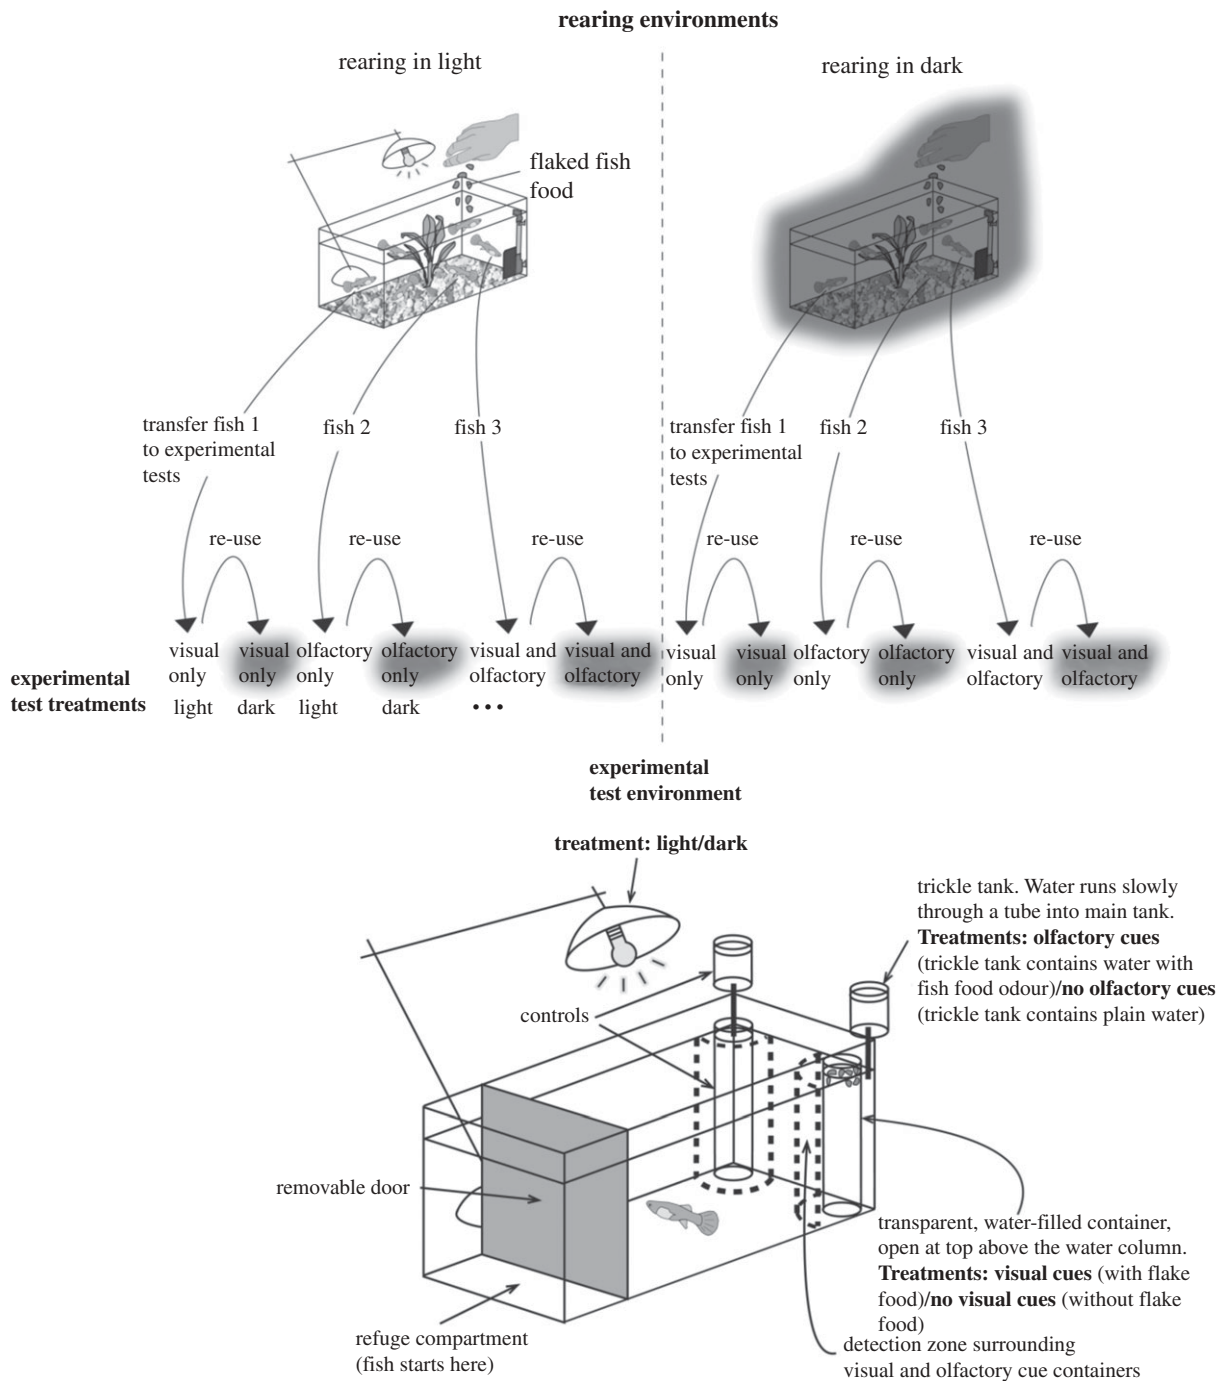 rearing environments
rearing in light
rearing in dark
flaked fish
food
transfer fish 1
to experimental
tests
fish 2
fish 3
transfer fish 1
to experimental
tests
fish 2
fish 3
re-use
re-use
re-use
re-use
re-use
re-use
experimental
test treatments
visual
only
light
visual
only
dark
olfactory
only
light
olfactory
only
dark
visual and
olfactory
•••
visual and
olfactory
visual
only
visual
only
olfactory
only
olfactory
only
visual and
olfactory
visual and
olfactory
experimental
test environment
treatment: light/dark
trickle tank. Water runs slowly
through a tube into main tank.
Treatments: olfactory cues
(trickle tank contains water with
fish food odour)/no olfactory cues
(trickle tank contains plain water)
controls
removable door
transparent, water-filled container,
open at top above the water column.
Treatments: visual cues (with flake
food)/no visual cues (without flake
food)
refuge compartment
(fish starts here)
detection zone surrounding
visual and olfactory cue containers